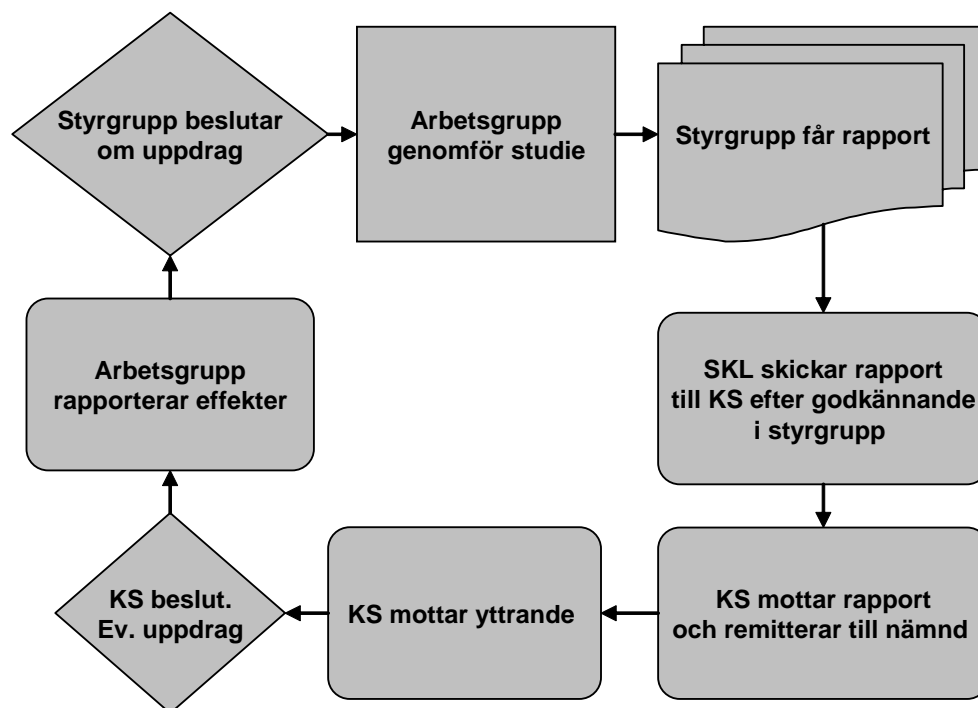 Styrgrupp beslutar
om uppdrag
Arbetsgrupp
genomför studie
Styrgrupp får rapport
SKL skickar rapport
till KS efter godkännande
i styrgrupp
KS mottar rapport
och remitterar till nämnd
KS mottar yttrande
KS beslut.
Ev. uppdrag
Arbetsgrupp
rapporterar effekter